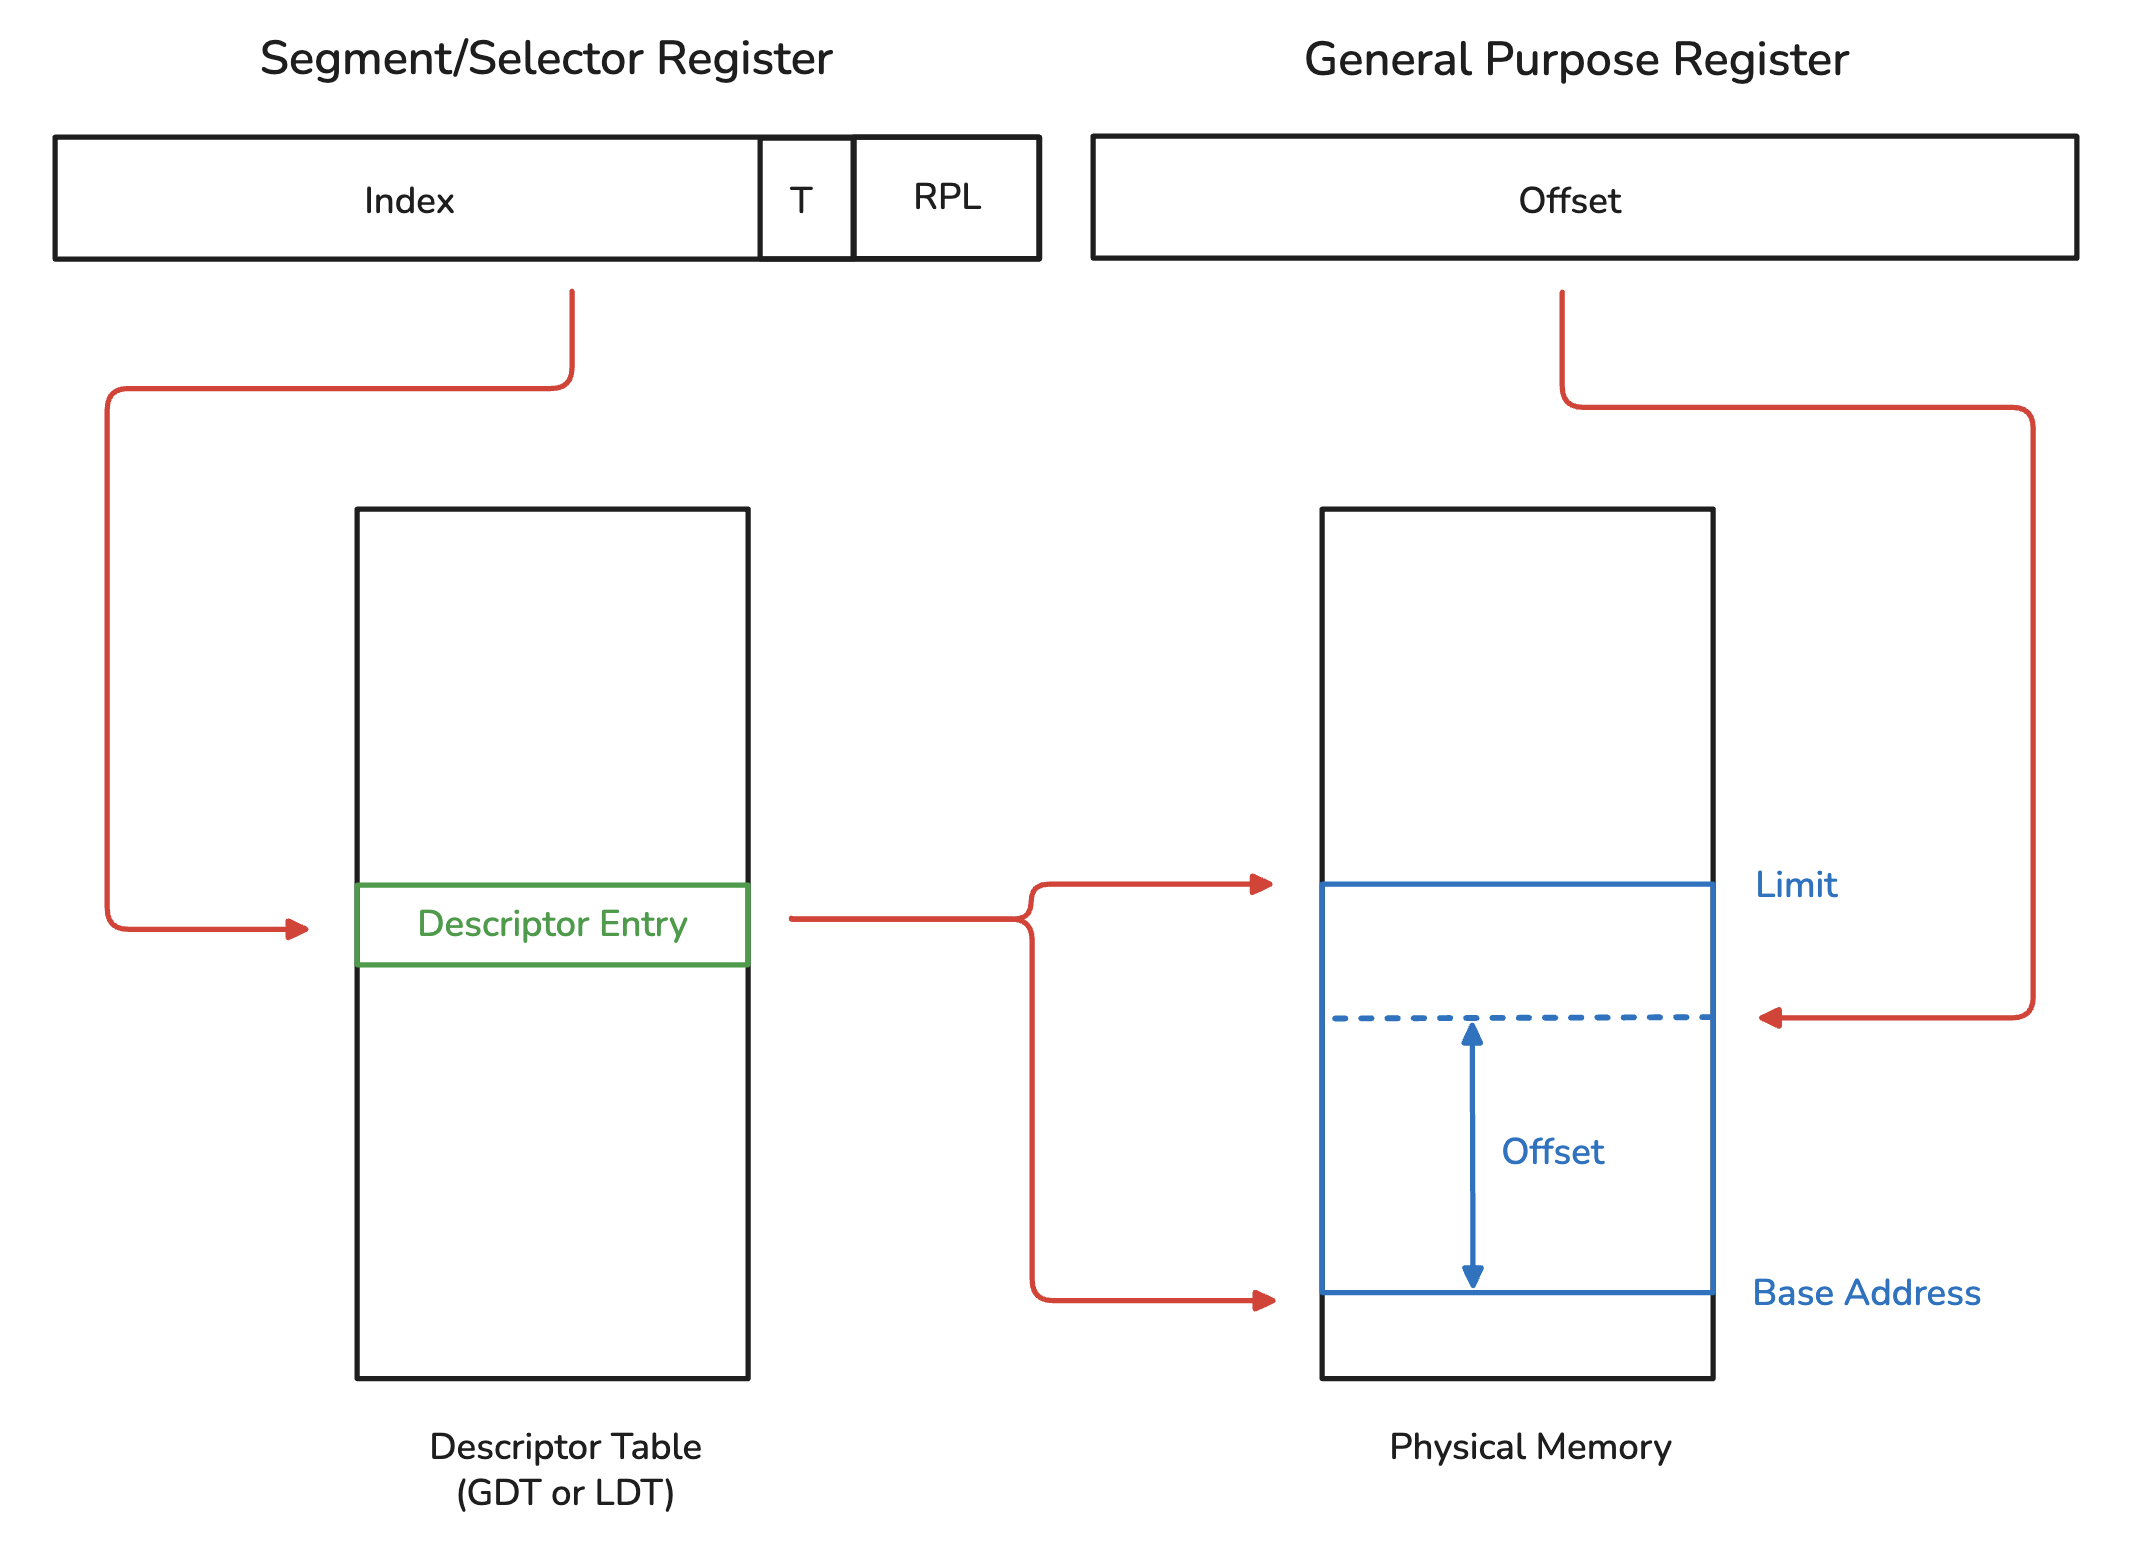 Segment/Selector Register
General Purpose Register
Index
T
RPL
Offset
Descriptor Entry
Limit
Offset
Base Address
Descriptor Table
(GDT or LDT)
Physical Memory